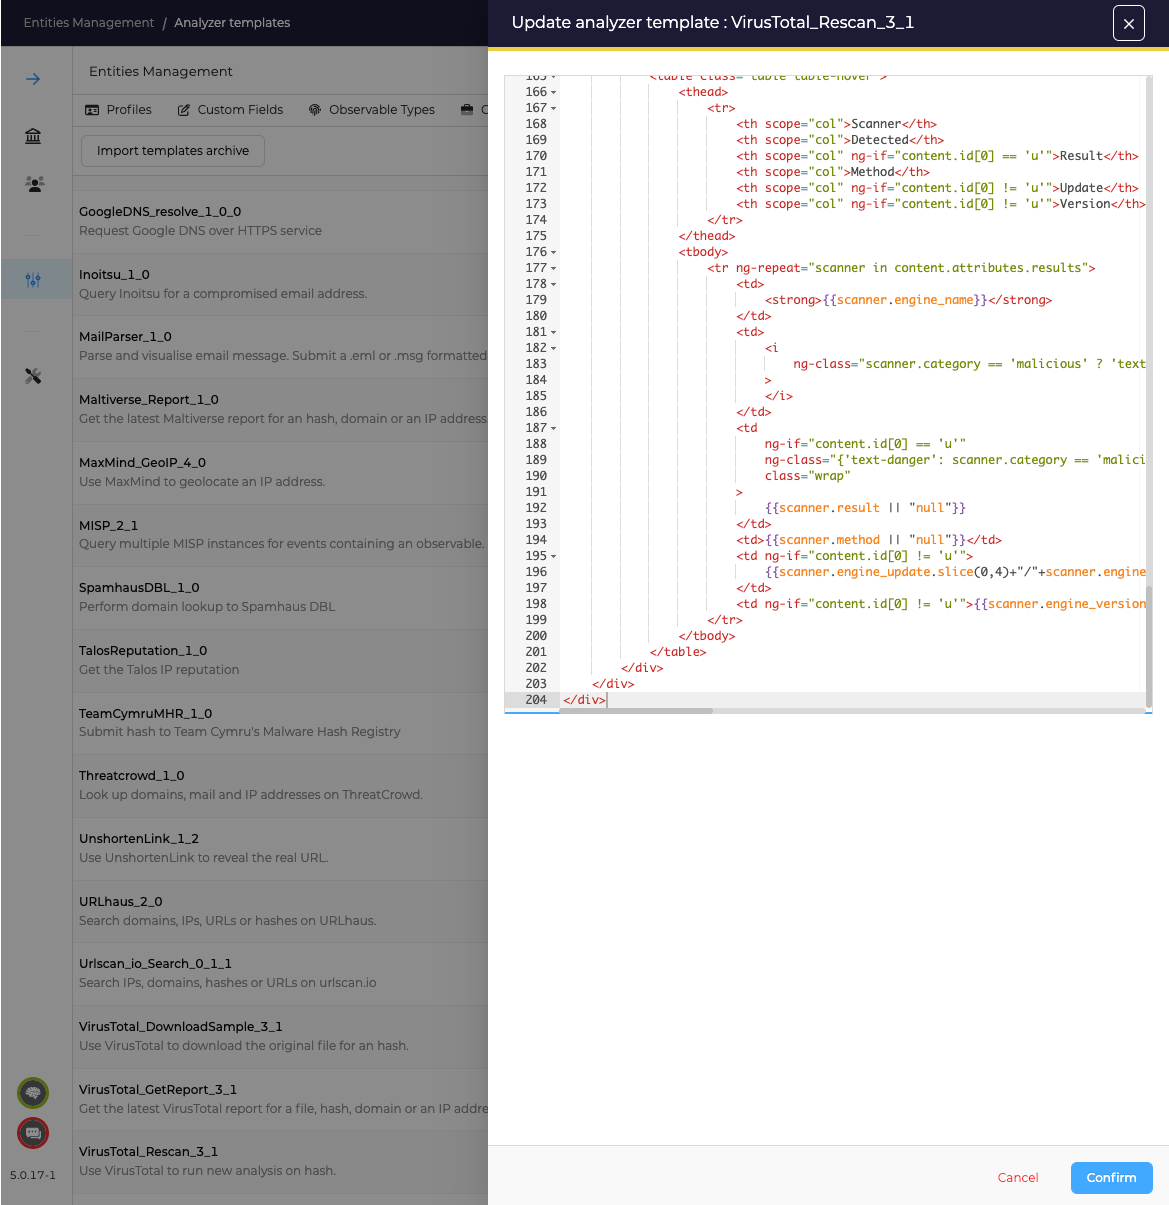 Entities Management / Analyzer templates
Update analyzer template : VirusTotal_Rescan_3_1
Entities Management
Profiles
Custom Fields
Observable Types
Import templates archive
GoogleDNS_resolve_1_0_0
Request Google DNS over HTTPS service
Inoitsu_1_0
Query Inoitsu for a compromised email address.
MailParser_1_0
Parse and visualise email message. Submit a .eml or .msg formatted
Maltiverse_Report_1_0
Get the latest Maltiverse report for an hash, domain or an IP address.
MaxMind_GeoIP_4_0
Use MaxMind to geolocate an IP address.
MISP_2_1
Query multiple MISP instances for events containing an observable.
SpamhausDBL_1_0
Perform domain lookup to Spamhaus DBL
TalosReputation_1_0
Get the Talos IP reputation
TeamCymruMHR_1_0
Submit hash to Team Cymru's Malware Hash Registry
Threatcrowd_1_0
Look up domains, mail and IP addresses on ThreatCrowd.
UnshortenLink_1_2
Use UnshortenLink to reveal the real URL.
URLhaus_2_0
Search domains, IPs, URLs or hashes on URLhaus.
Urlscan_io_Search_0_1_1
Search IPs, domains, hashes or URLs on urlscan.io
VirusTotal_DownloadSample_3_1
Use VirusTotal to download the original file for an hash.
VirusTotal_GetReport_3_1
Get the latest VirusTotal report for a file, hash, domain or an IP addre
VirusTotal_Rescan_3_1
Use VirusTotal to run new analysis on hash.
5.0.17-1
165 <table class="table table-hover">
166 <thead>
167 <tr>
168 <th scope="col">Scanner</th>
169 <th scope="col">Detected</th>
170 <th scope="col" ng-if="content.id[0] == 'u'">Result</th>
171 <th scope="col">Method</th>
172 <th scope="col" ng-if="content.id[0] != 'u'">Update</th>
173 <th scope="col" ng-if="content.id[0] != 'u'">Version</th>
174 </tr>
175 </thead>
176 <tbody>
177 <tr ng-repeat="scanner in content.attributes.results">
178 <td>
179 <strong>{{scanner.engine_name}}</strong>
180 </td>
181 <td>
182 <i
183 ng-class="scanner.category == 'malicious' ? 'text
184 >
185 </i>
186 </td>
187 <td
188 ng-if="content.id[0] == 'u'"
189 ng-class="{'text-danger': scanner.category == 'malici
190 class="wrap"
191 >
192 {{scanner.result || "null"}}
193 </td>
194 <td>{{scanner.method || "null"}}</td>
195 <td ng-if="content.id[0] != 'u'">
196 {{scanner.engine_update.slice(0,4)+"/"+scanner.engine
197 </td>
198 <td ng-if="content.id[0] != 'u'">{{scanner.engine_version
199 </tr>
200 </tbody>
201 </table>
202 </div>
203 </div>
204 </div>
Cancel
Confirm